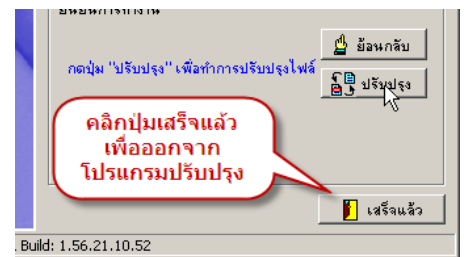 ยืนยันการทำงาน
ย้อนกลับ
กดปุ่ม "ปรับปรุง" เพื่อทำการปรับปรุงไฟล์
ปรับปรุง
คลิกปุ่มเสร็จแล้ว
เพื่อออกจาก
โปรแกรมปรับปรุง
เสร็จแล้ว
Build: 1.56.21.10.52